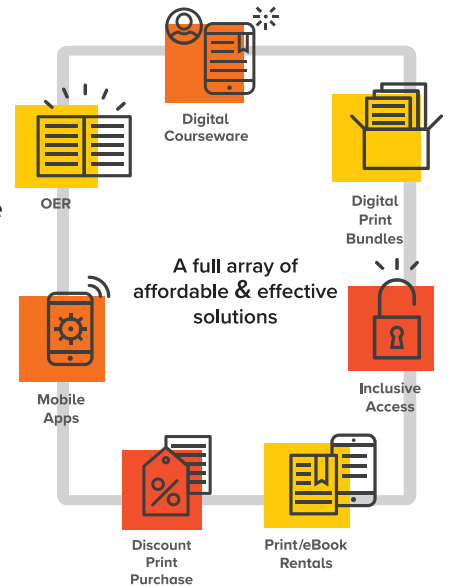 Digital
Courseware
OER
Digital
Print
Bundles
A full array of
affordable & effective
solutions
Mobile
Apps
Inclusive
Access
Discount
Print
Purchase
Print/eBook
Rentals
%
e